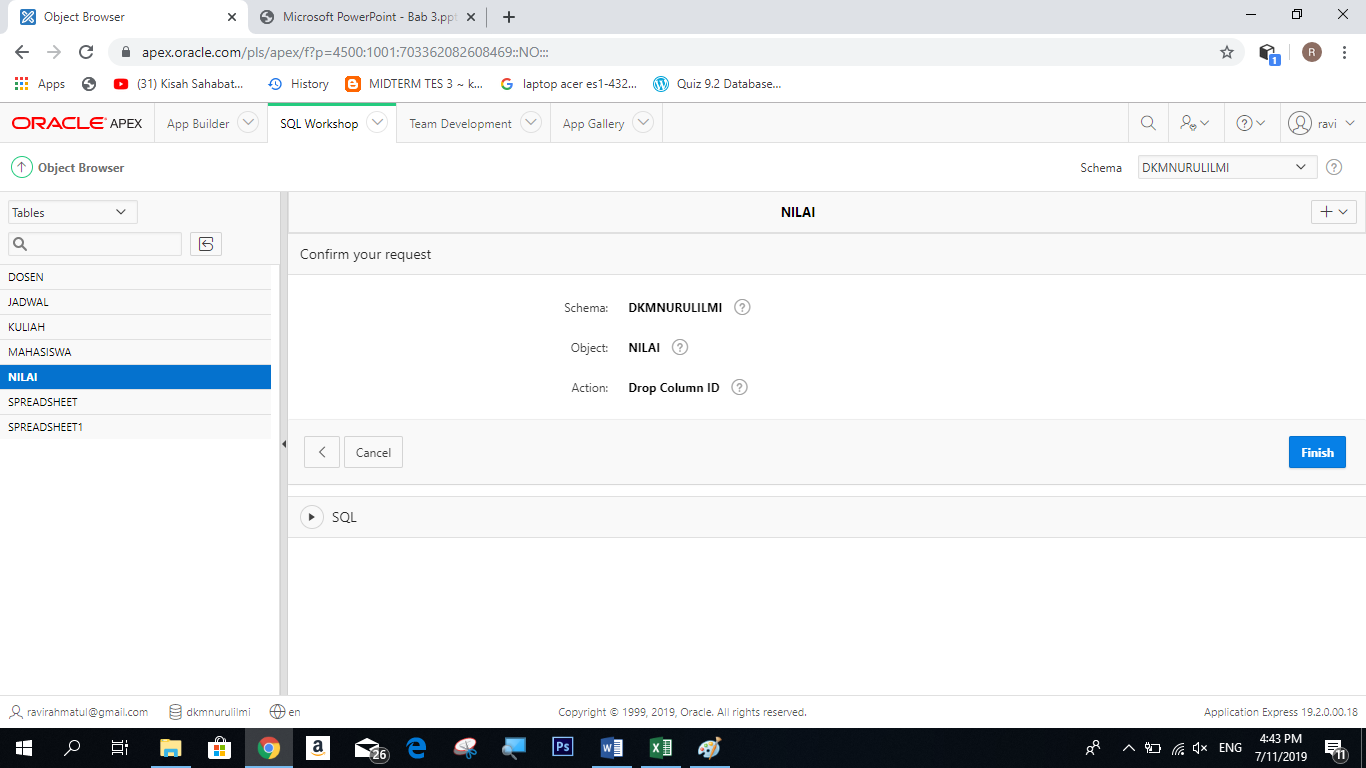 Object Browser
Microsoft PowerPoint - Bab 3.ppt
apex.oracle.com/pls/apex/f?p=4500:1001:703362082608469::NO:::
R
1
Apps
(31) Kisah Sahabat...
History
MIDTERM TES 3 ~ k...
laptop acer es1-432...
Quiz 9.2 Database...
ORACLE APEX
App Builder
SQL Workshop
Team Development
App Gallery
ravi
Object Browser
Schema
DKMNURULILMI
Tables
NILAI
DOSEN
JADWAL
KULIAH
MAHASISWA
NILAI
SPREADSHEET
SPREADSHEET1
Confirm your request
Schema: DKMNURULILMI
Object: NILAI
Action: Drop Column ID
Cancel
Finish
SQL
ravirahmatul@gmail.com
dkmnurulilmi
en
Copyright © 1999, 2019, Oracle. All rights reserved.
Application Express 19.2.0.00.18
26
Ps
ENG
4:43 PM
7/11/2019
11